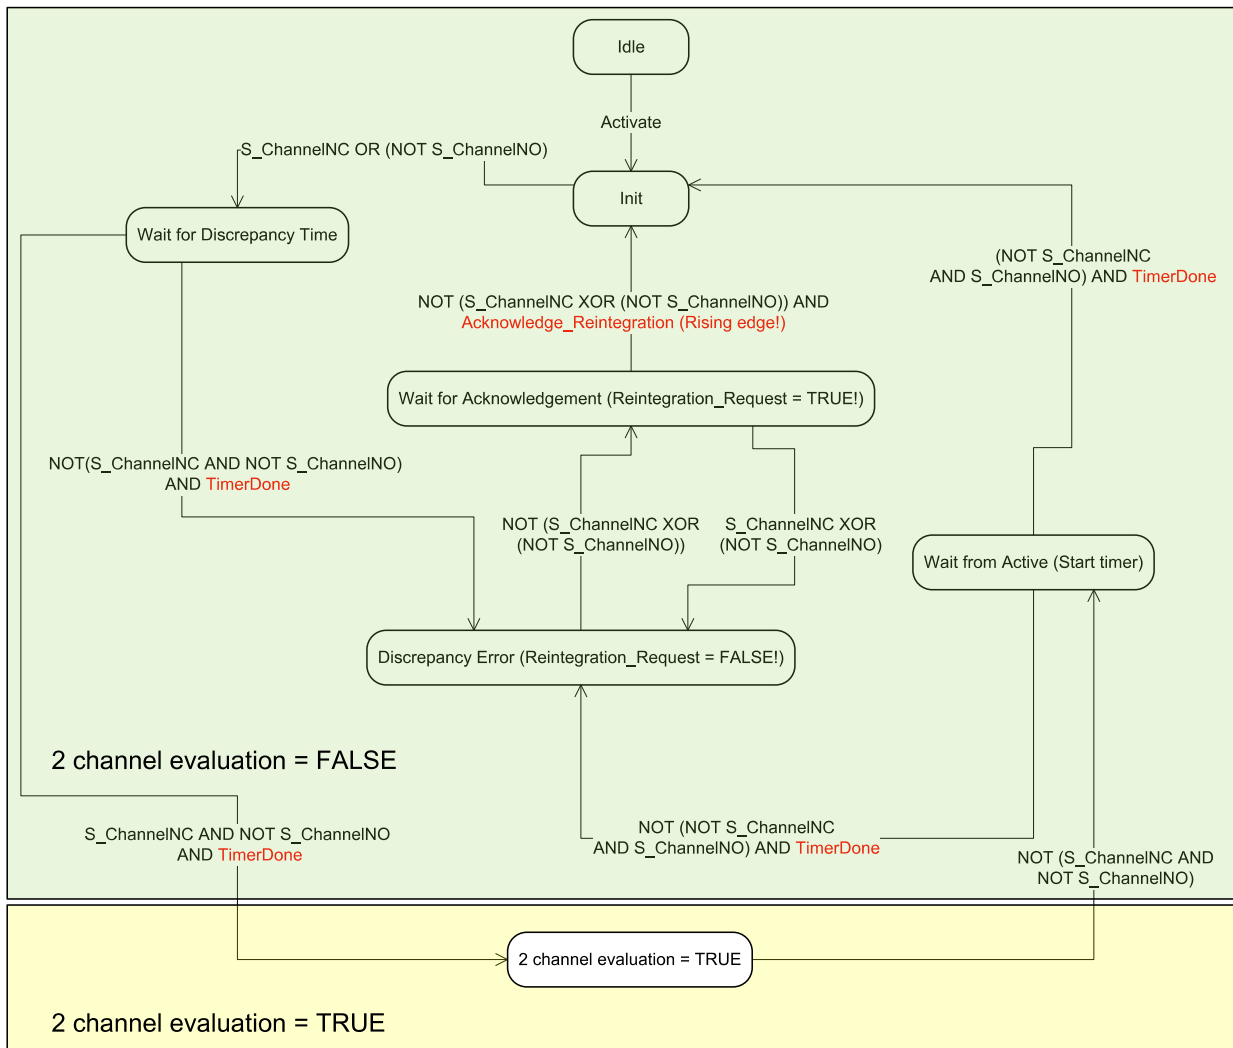 Idle
Activate
S_ChannelNC OR (NOT S_ChannelNO)
Init
Wait for Discrepancy Time
(NOT S_ChannelNC
AND S_ChannelNO) AND TimerDone
NOT (S_ChannelNC XOR (NOT S_ChannelNO)) AND
Acknowledge_Reintegration (Rising edge!)
Wait for Acknowledgement (Reintegration_Request = TRUE!)
NOT(S_ChannelNC AND NOT S_ChannelNO)
AND TimerDone
NOT (S_ChannelNC XOR
(NOT S_ChannelNO))
S_ChannelNC XOR
(NOT S_ChannelNO)
Wait from Active (Start timer)
Discrepancy Error (Reintegration_Request = FALSE!)
2 channel evaluation = FALSE
S_ChannelNC AND NOT S_ChannelNO
AND TimerDone
NOT (NOT S_ChannelNC
AND S_ChannelNO) AND TimerDone
NOT (S_ChannelNC AND
NOT S_ChannelNO)
2 channel evaluation = TRUE
2 channel evaluation = TRUE